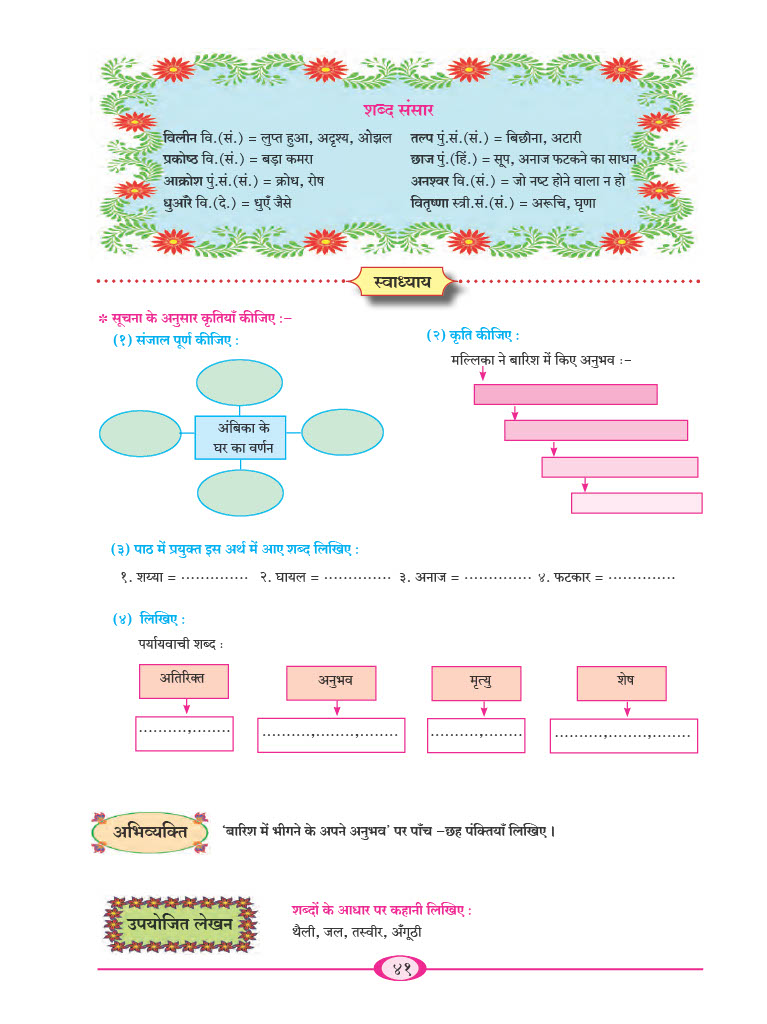 शब्द संसार
विलीन वि.(सं.) = लुप्त हुआ, अदृश्य, ओझल
प्रकोष्ठ वि.(सं.) = बड़ा कमरा
आक्रोश पुं.सं.(सं.) = क्रोध, रोष
धुआँरै वि.(दे.) = धुएँ जैसे
तल्प पुं.सं.(सं.) = बिछौना, अटारी
छाज पुं.(हिं.) = सूप, अनाज फटकने का साधन
अनश्वर वि.(सं.) = जो नष्ट होने वाला न हो
वितृष्णा स्त्री.सं.(सं.) = अरूचि, घृणा
स्वाध्याय
* सूचना के अनुसार कृतियाँ कीजिए :–
(१) संजाल पूर्ण कीजिए :
अंबिका के
घर का वर्णन
(२) कृति कीजिए :
मल्लिका ने बारिश में किए अनुभव :–
(३) पाठ में प्रयुक्त इस अर्थ में आए शब्द लिखिए :
१. शय्या = .............. २. घायल = .............. ३. अनाज = .............. ४. फटकार = ..............
(४) लिखिए :
पर्यायवाची शब्द :
अतिरिक्त अनुभव मृत्यु शेष
..........,........ ..........,........,........ ..........,........ ..........,........,........
अभिव्यक्ति
‘बारिश में भीगने के अपने अनुभव’ पर पाँच –छह पंक्तियाँ लिखिए ।
उपयोजित लेखन
शब्दों के आधार पर कहानी लिखिए :
थैली, जल, तस्वीर, अँगूठी
४१